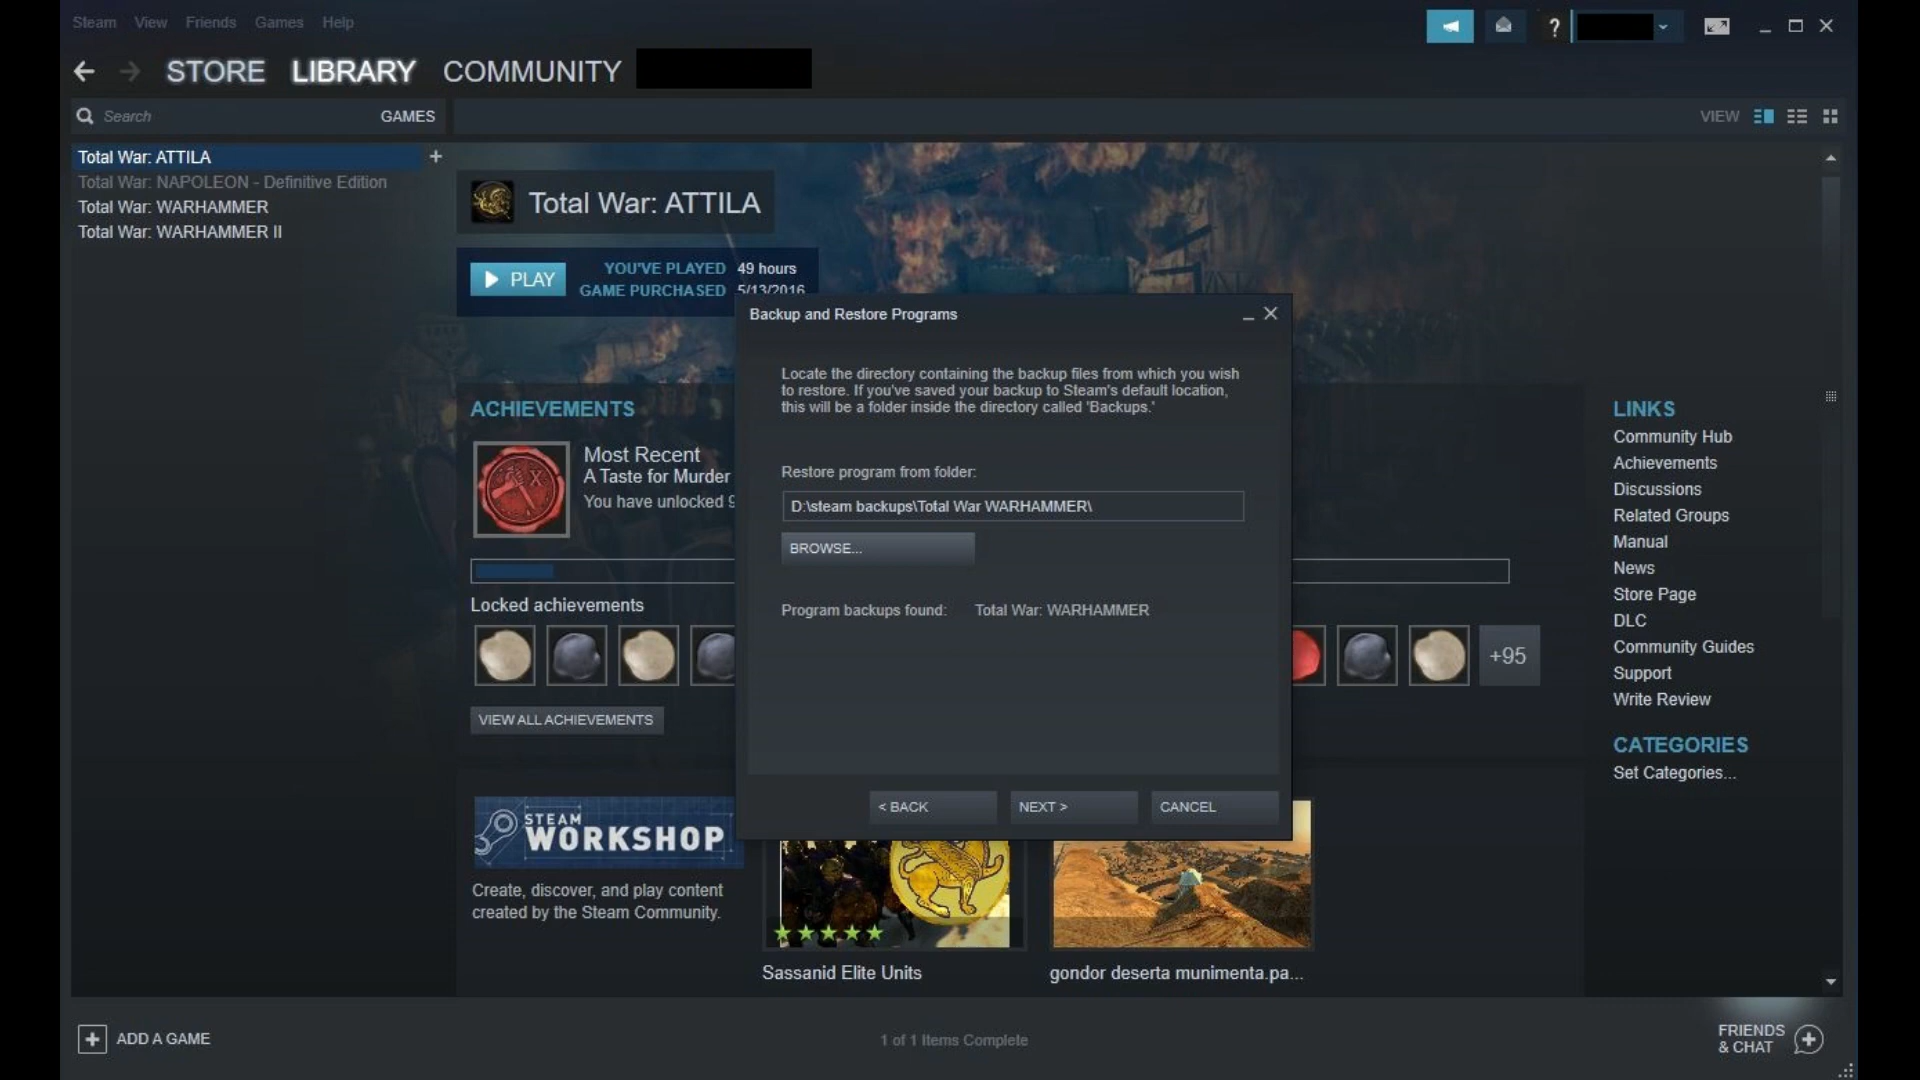 Steam View Friends Games Help
?
STORE LIBRARY COMMUNITY
Search GAMES
VIEW
Total War: ATTILA +
Total War: NAPOLEON - Definitive Edition
Total War: WARHAMMER
Total War: WARHAMMER II
Total War: ATTILA
PLAY
YOU'VE PLAYED 49 hours
GAME PURCHASED 5/13/2016
Backup and Restore Programs
Locate the directory containing the backup files from which you wish
to restore. If you've saved your backup to Steam's default location,
this will be a folder inside the directory called 'Backups.'
Restore program from folder:
D:\steam backups\Total War WARHAMMER\
BROWSE...
Program backups found: Total War: WARHAMMER
< BACK NEXT > CANCEL
ACHIEVEMENTS
Most Recent
A Taste for Murder
You have unlocked 9
Locked achievements
+95
VIEW ALL ACHIEVEMENTS
LINKS
Community Hub
Achievements
Discussions
Related Groups
Manual
News
Store Page
DLC
Community Guides
Support
Write Review
CATEGORIES
Set Categories...
STEAM
WORKSHOP
Create, discover, and play content
created by the Steam Community.
Sassanid Elite Units
gondor deserta munimenta.pa...
+ ADD A GAME
1 of 1 Items Complete
FRIENDS
& CHAT